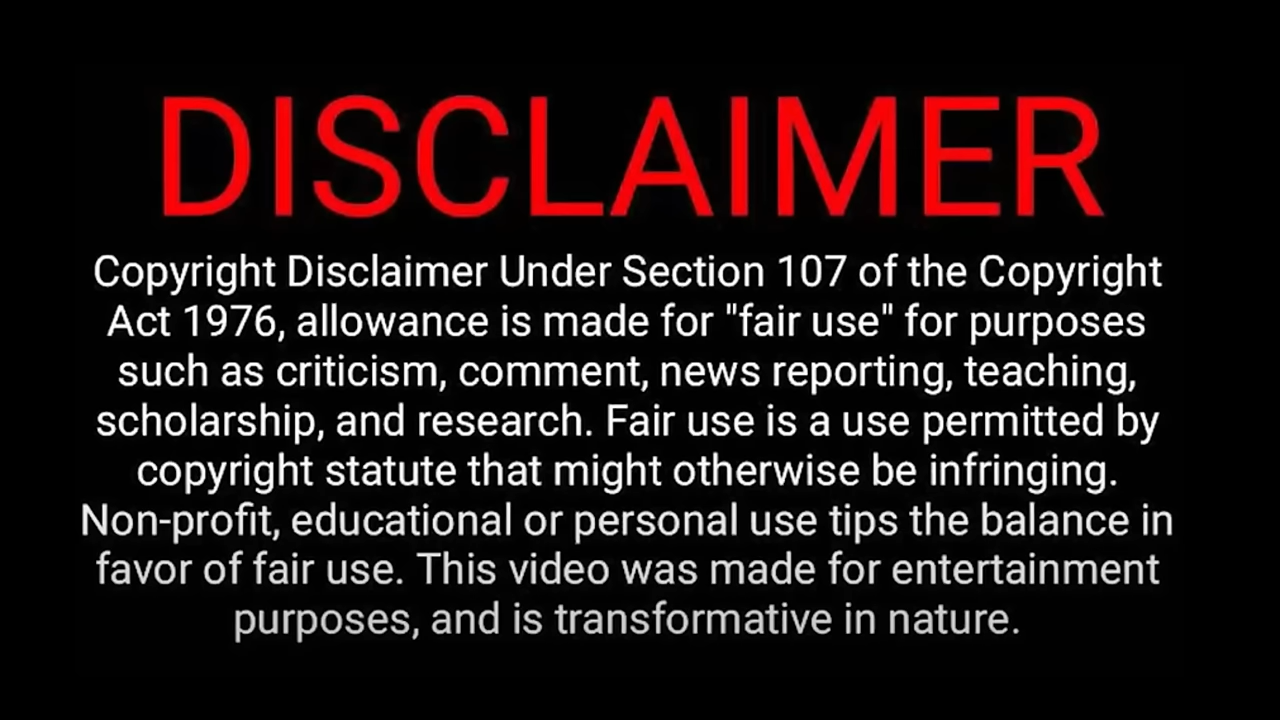 DISCLAIMER
Copyright Disclaimer Under Section 107 of the Copyright
Act 1976, allowance is made for "fair use" for purposes
such as criticism, comment, news reporting, teaching,
scholarship, and research. Fair use is a use permitted by
copyright statute that might otherwise be infringing.
Non-profit, educational or personal use tips the balance in
favor of fair use. This video was made for entertainment
purposes, and is transformative in nature.